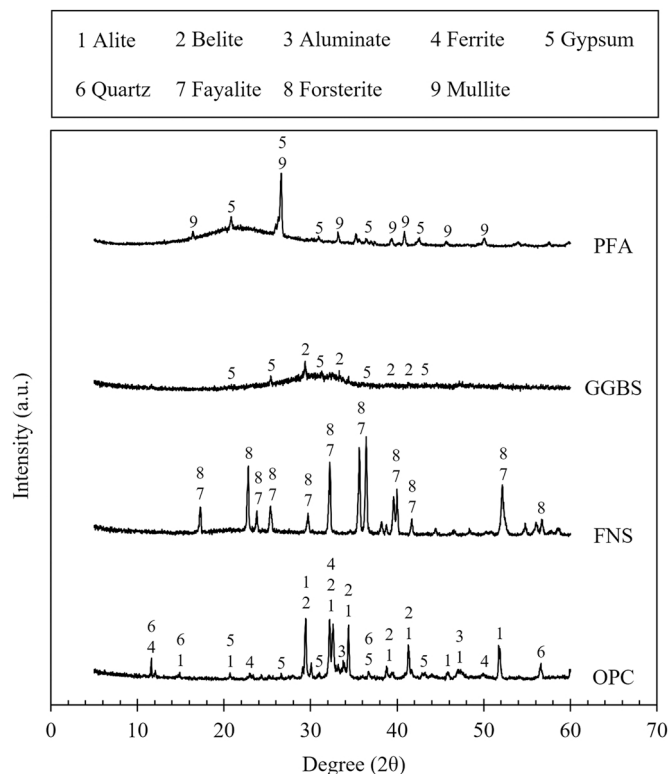 1 Alite 2 Belite 3 Aluminate 4 Ferrite 5 Gypsum
6 Quartz 7 Fayalite 8 Forsterite 9 Mullite
5
9
9 5 5 9 5 9 9 5 9 9
PFA
5 5 2 5 2 5 2 2 5
GGBS
8 8 8 8 8 8 8 8 8 8 8
7 7 7 7 7 7 7 7 7
FNS
4
6 6 5 1 2 2 6 2 2 3
4 1 1 4 5 2 5 1 3 1 5 1 1 5 1 1 4 1 6
OPC
0 10 20 30 40 50 60 70
Degree (2θ)
Intensity (a.u.)